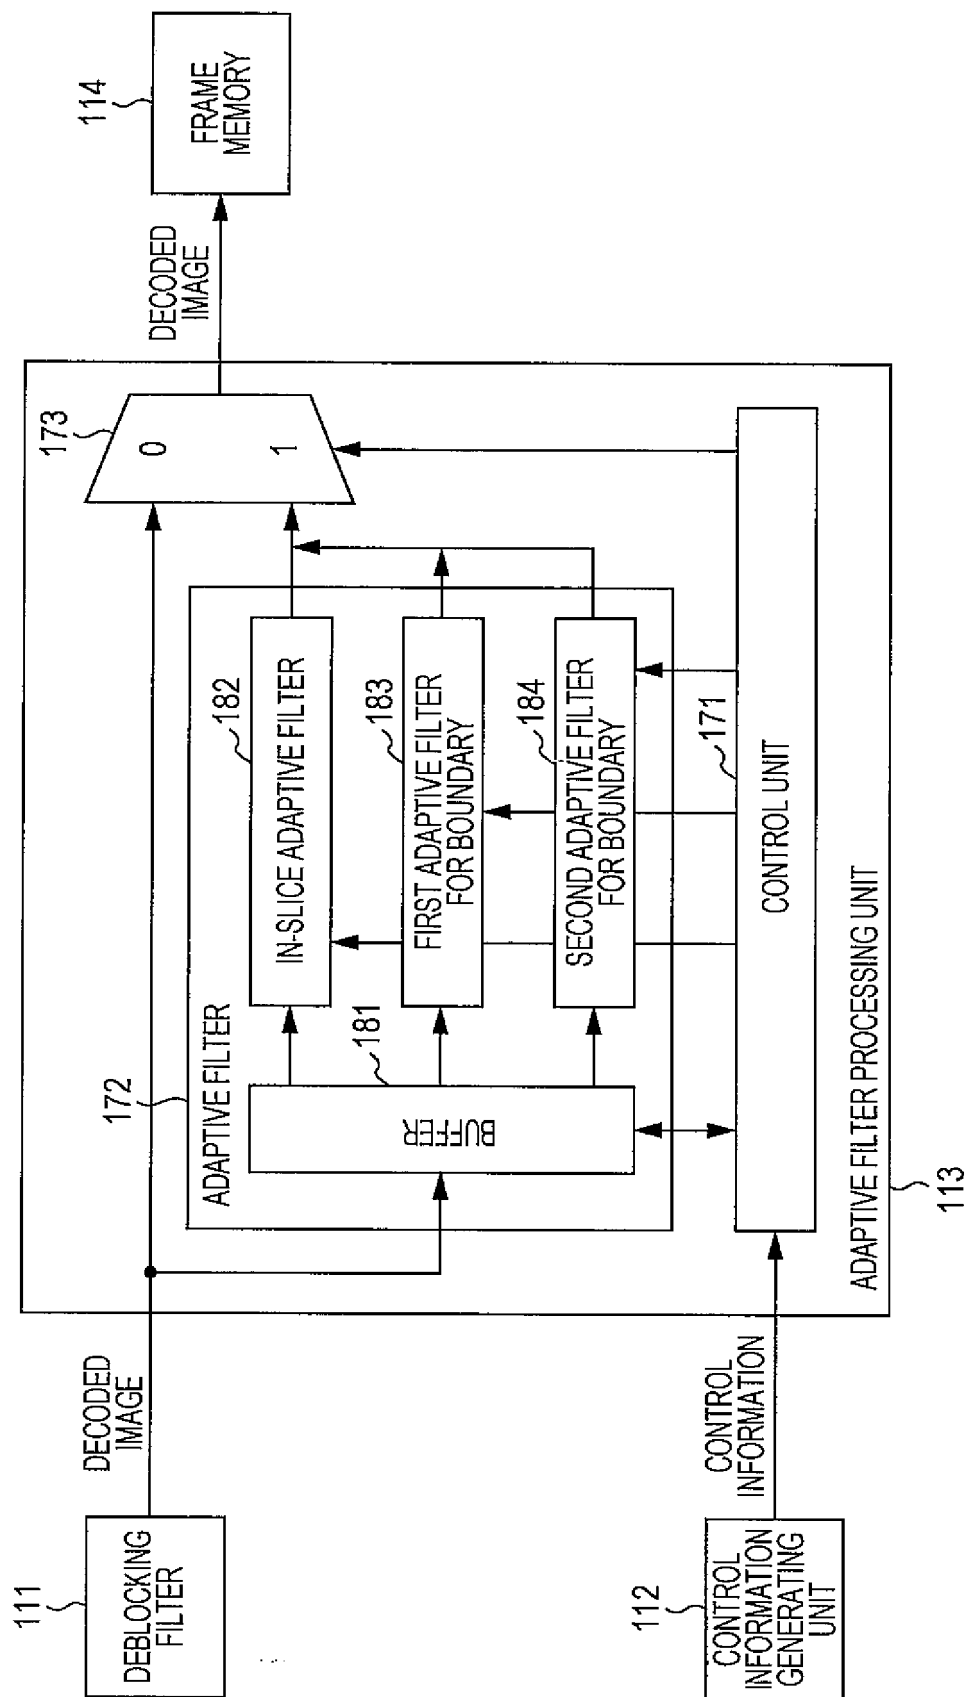 111
DEBLOCKING
FILTER
DECODED
IMAGE
112
CONTROL
INFORMATION
GENERATING
UNIT
CONTROL
INFORMATION
172
ADAPTIVE FILTER
181
BUFFER
182
IN-SLICE ADAPTIVE FILTER
183
FIRST ADAPTIVE FILTER
FOR BOUNDARY
184
SECOND ADAPTIVE FILTER
FOR BOUNDARY
171
CONTROL UNIT
ADAPTIVE FILTER PROCESSING UNIT
113
173
0
1
DECODED
IMAGE
114
FRAME
MEMORY